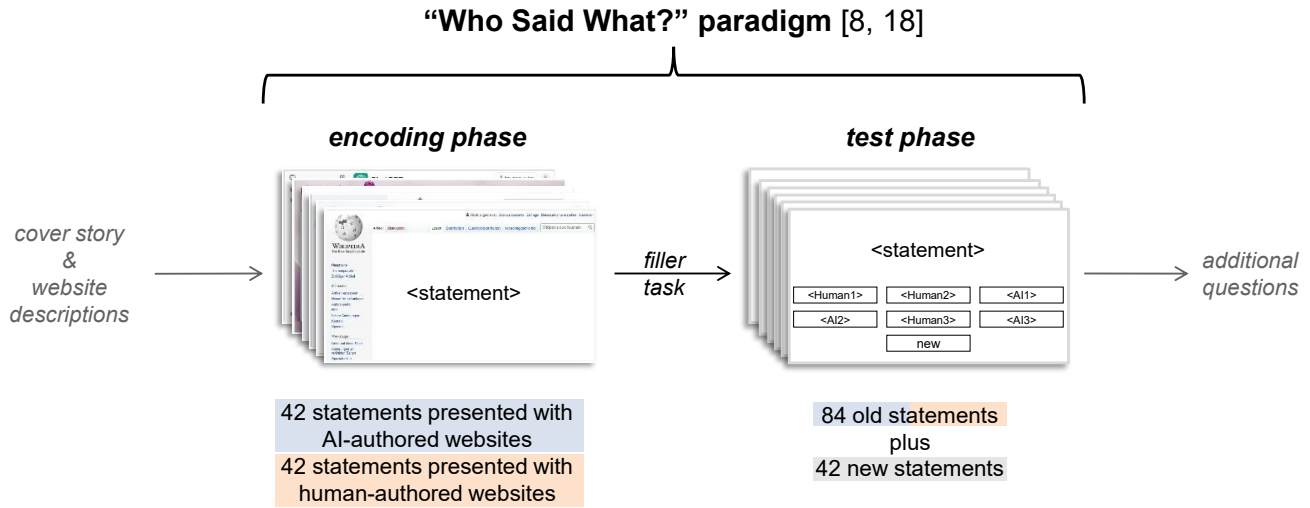 “Who Said What?” paradigm [8, 18]
encoding phase
test phase
cover story
&
website
descriptions
WIKIPEDIA
<statement>
filler
task
<statement>
<Human1> <Human2> <AI1>
<AI2> <Human3> <AI3>
new
additional
questions
42 statements presented with
AI-authored websites
42 statements presented with
human-authored websites
84 old statements
plus
42 new statements